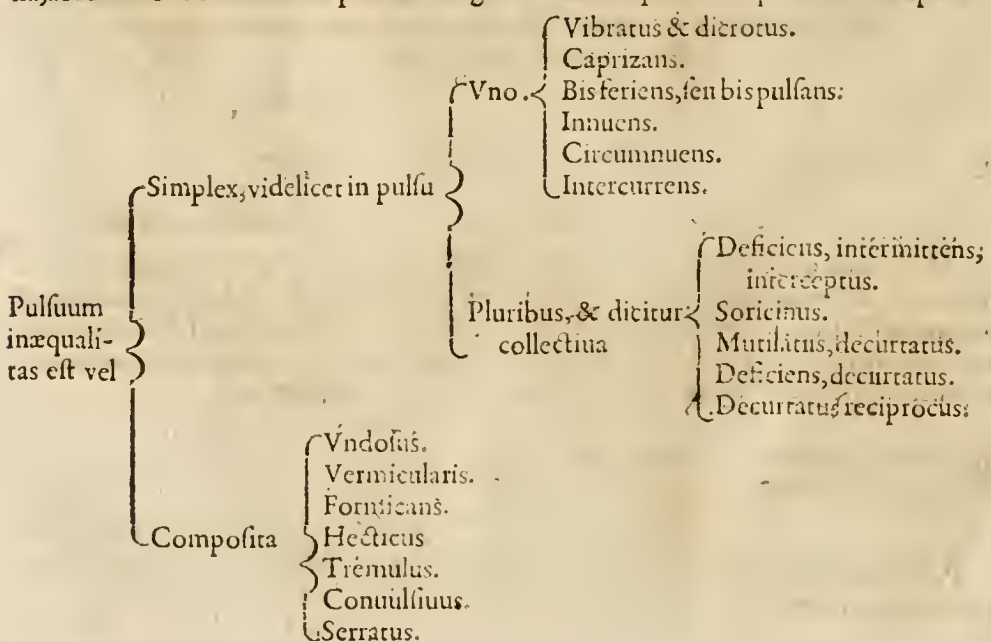 Vibratus & dicrotus.
Caprizans.
Vno.
Bis feriens, ſeu bis pulſans:
Innuens.
Circumnuens.
Intercurrens.
Simplex, videlicet in pulſu
Deficiens, intermittens;
interceptus.
Pluribus, & dicitur
collectiua
Soricinus.
Mutilatus, decurtatus.
Deficiens, decurtatus.
Decurtatus reciprocus:
Pulſuum
inæquali-
tas eſt vel
Vndoſus.
Vermicularis.
Formicans.
Compoſita
Hecticus
Tremulus.
Conuulſiuus.
Serratus.